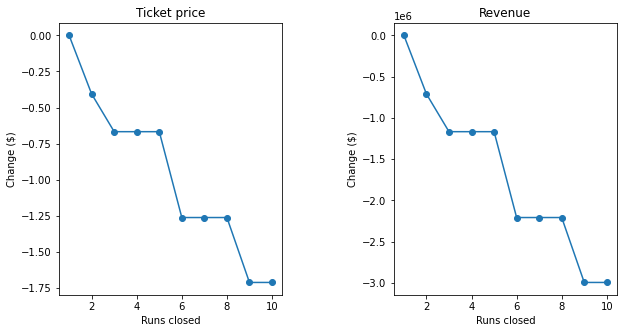 Ticket price
Change ($)
0.00
−0.25
−0.50
−0.75
−1.00
−1.25
−1.50
−1.75
2 4 6 8 10
Runs closed
Revenue
1e6
Change ($)
0.0
−0.5
−1.0
−1.5
−2.0
−2.5
−3.0
2 4 6 8 10
Runs closed